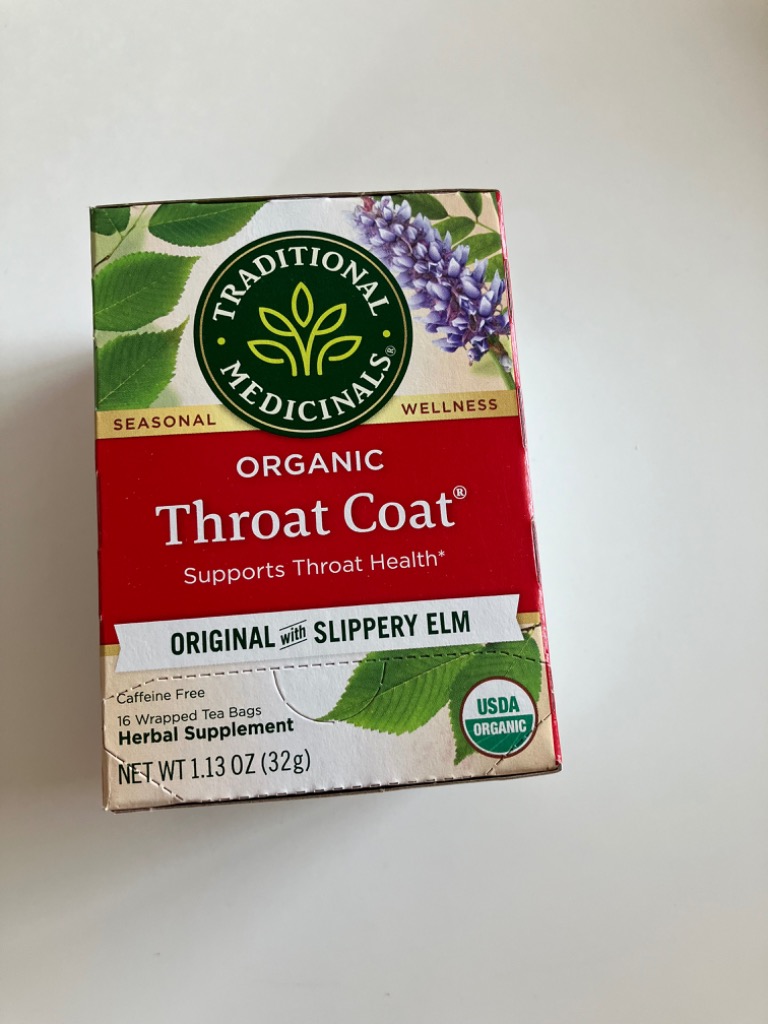 TRADITIONAL
MEDICINALS®
SEASONAL WELLNESS
ORGANIC
Throat Coat®
Supports Throat Health*
ORIGINAL with SLIPPERY ELM
Caffeine Free
16 Wrapped Tea Bags
Herbal Supplement
NET WT 1.13 OZ (32g)
USDA
ORGANIC